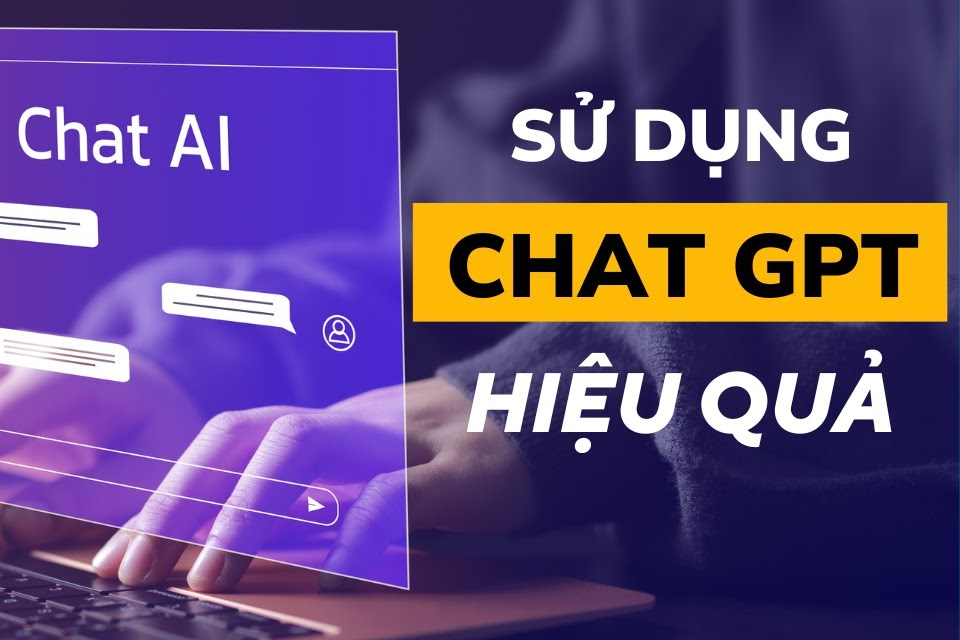 Chat AI
SỬ DỤNG
CHAT GPT
HIỆU QUẢ